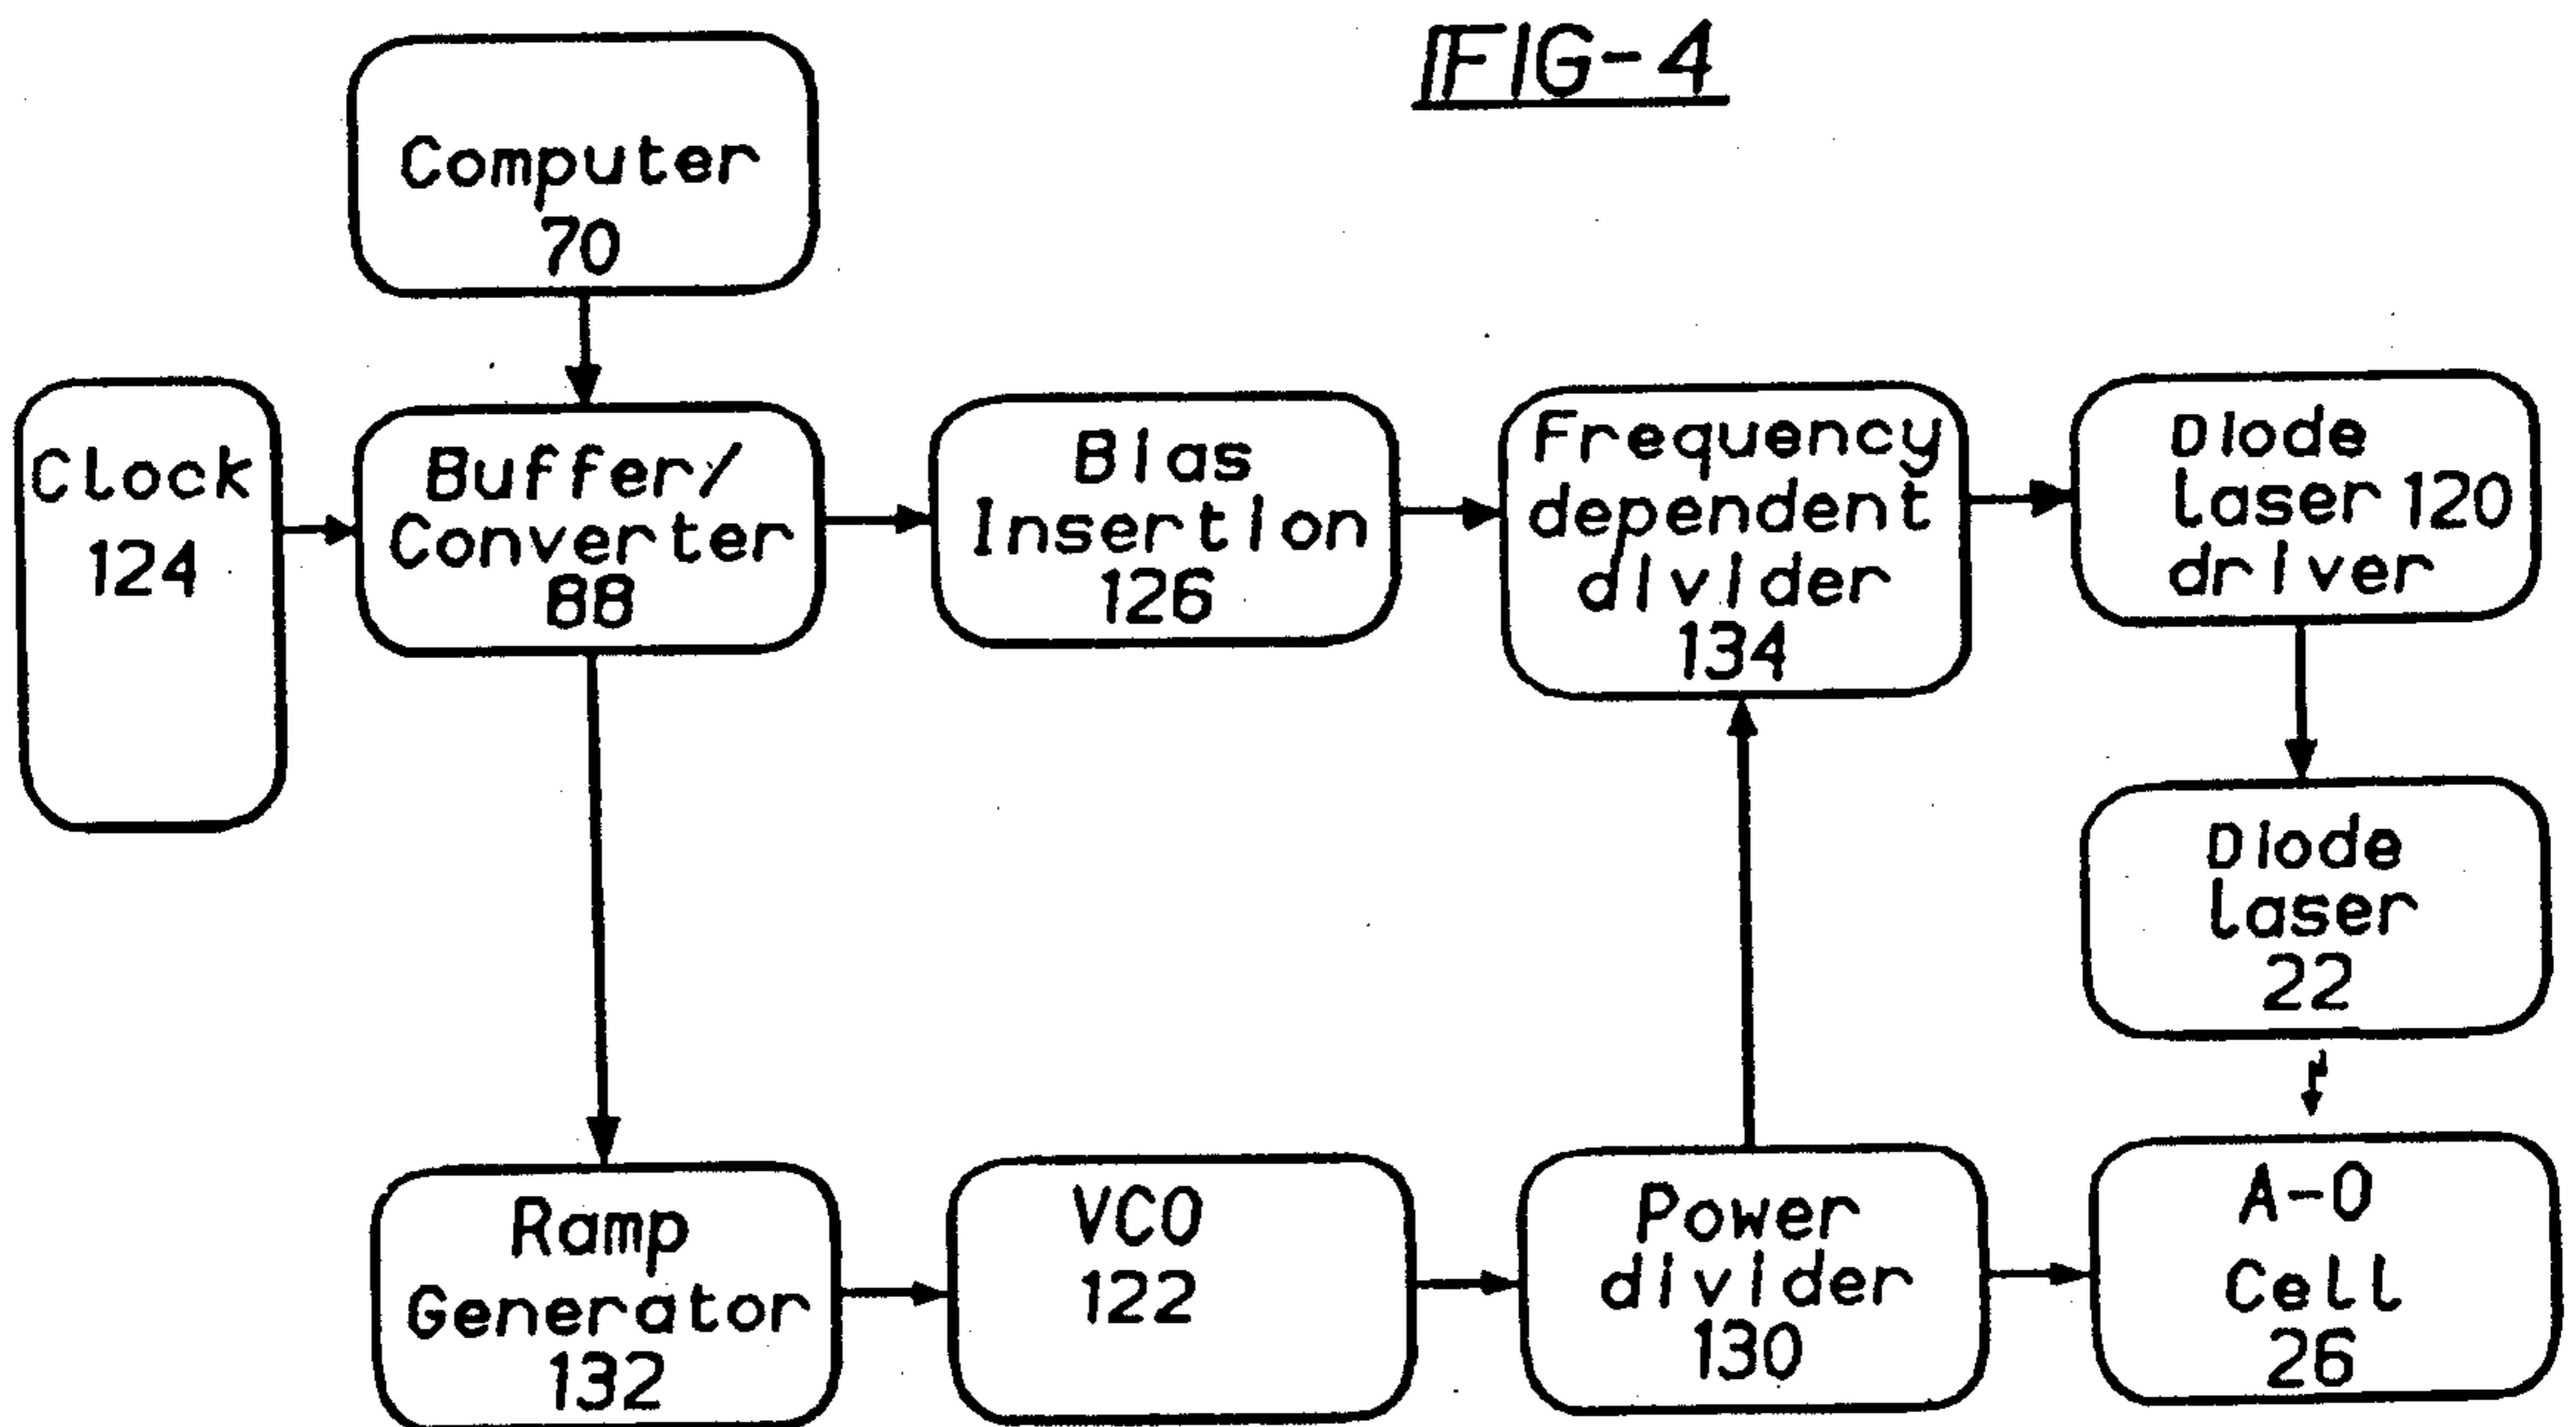 FIG-4
Computer
70
Clock
124
Buffer/
Converter
88
Bias
Insertion
126
Frequency
dependent
divider
134
Diode
laser 120
driver
Diode
laser
22
Ramp
Generator
132
VCO
122
Power
divider
130
A-O
Cell
26